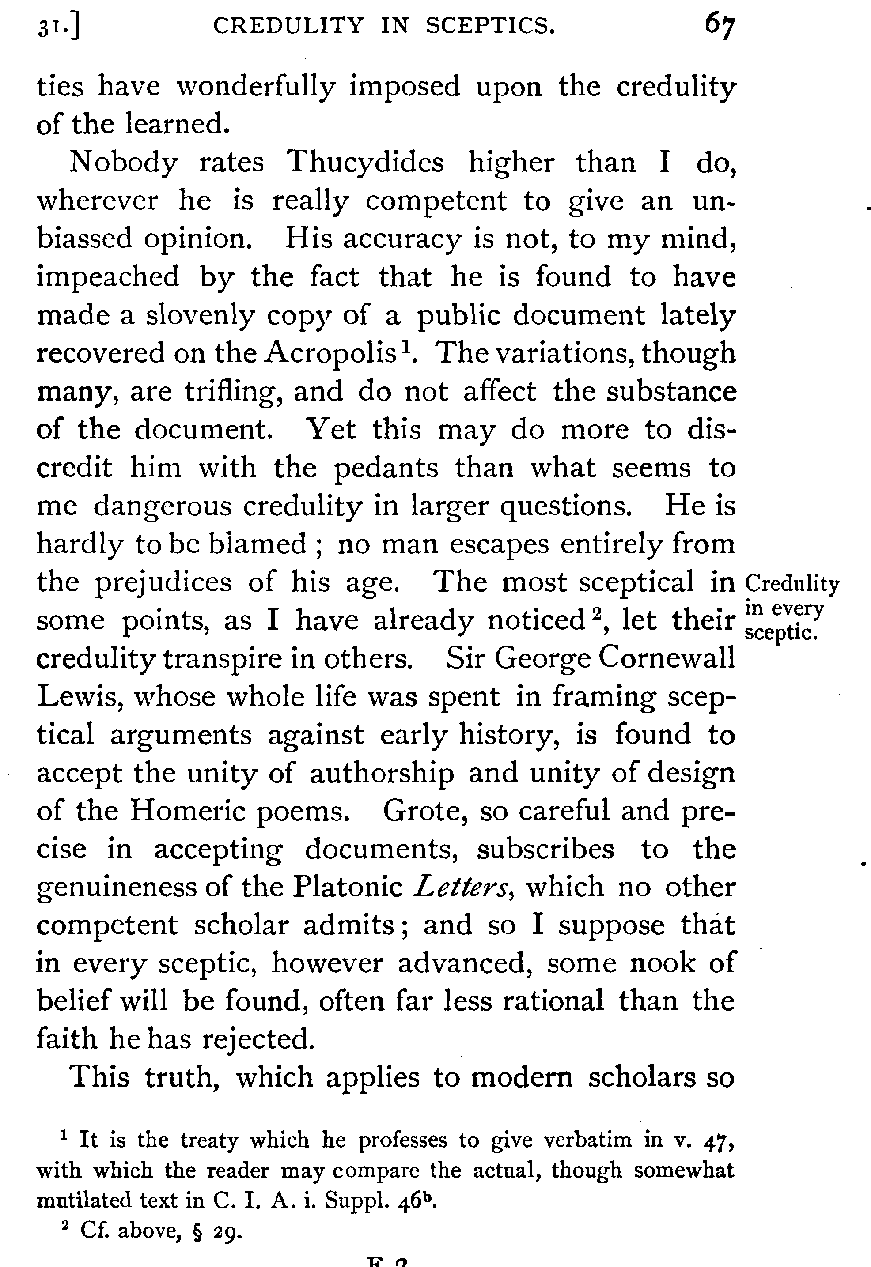 31.] CREDULITY IN SCEPTICS. 67
ties have wonderfully imposed upon the credulity
of the learned.
Nobody rates Thucydides higher than I do,
wherever he is really competent to give an un-
biassed opinion. His accuracy is not, to my mind,
impeached by the fact that he is found to have
made a slovenly copy of a public document lately
recovered on the Acropolis¹. The variations, though
many, are trifling, and do not affect the substance
of the document. Yet this may do more to dis-
credit him with the pedants than what seems to
me dangerous credulity in larger questions. He is
hardly to be blamed ; no man escapes entirely from
the prejudices of his age. The most sceptical in
some points, as I have already noticed², let their
credulity transpire in others. Sir George Cornewall
Lewis, whose whole life was spent in framing scep-
tical arguments against early history, is found to
accept the unity of authorship and unity of design
of the Homeric poems. Grote, so careful and pre-
cise in accepting documents, subscribes to the
genuineness of the Platonic Letters, which no other
competent scholar admits; and so I suppose that
in every sceptic, however advanced, some nook of
belief will be found, often far less rational than the
faith he has rejected.
This truth, which applies to modern scholars so
Credulity
in every
sceptic.
¹ It is the treaty which he professes to give verbatim in v. 47,
with which the reader may compare the actual, though somewhat
mutilated text in C. I. A. i. Suppl. 46ᵇ.
² Cf. above, § 29.
F 2